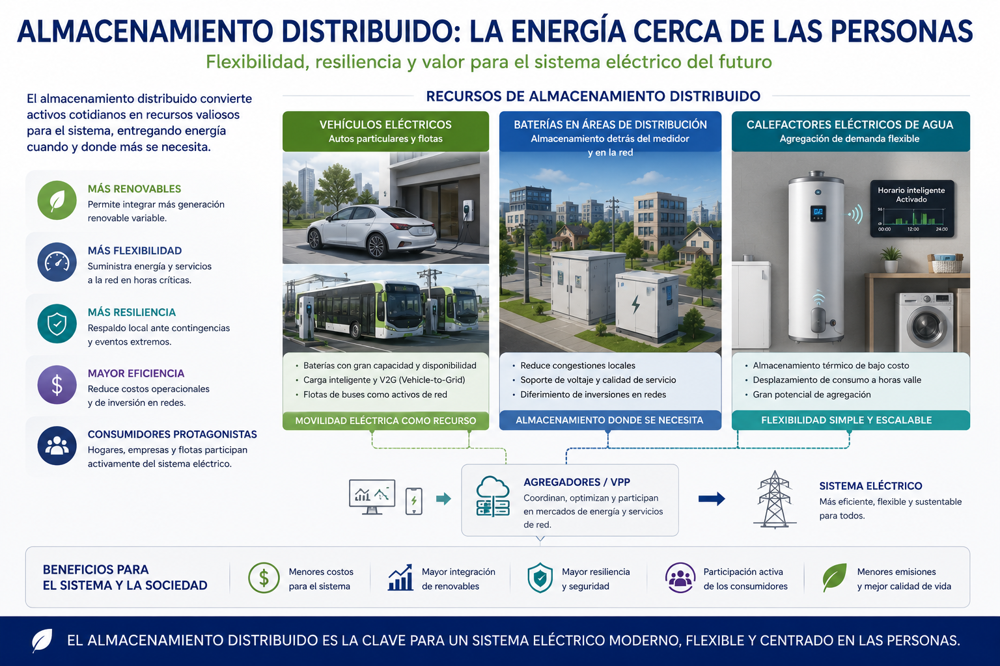 ALMACENAMIENTO DISTRIBUIDO: LA ENERGÍA CERCA DE LAS PERSONAS
Flexibilidad, resiliencia y valor para el sistema eléctrico del futuro
El almacenamiento distribuido convierte
activos cotidianos en recursos valiosos
para el sistema, entregando energía
cuando y donde más se necesita.
MÁS RENOVABLES
Permite integrar más generación
renovable variable.
MÁS FLEXIBILIDAD
Suministra energía y servicios
a la red en horas críticas.
MÁS RESILIENCIA
Respaldo local ante contingencias
y eventos extremos.
$
MAYOR EFICIENCIA
Reduce costos operacionales
y de inversión en redes.
CONSUMIDORES PROTAGONISTAS
Hogares, empresas y flotas participan
activamente del sistema eléctrico.
RECURSOS DE ALMACENAMIENTO DISTRIBUIDO
VEHÍCULOS ELÉCTRICOS
Autos particulares y flotas
• Baterías con gran capacidad y disponibilidad
• Carga inteligente y V2G (Vehicle-to-Grid)
• Flotas de buses como activos de red
MOVILIDAD ELÉCTRICA COMO RECURSO
BATERÍAS EN ÁREAS DE DISTRIBUCIÓN
Almacenamiento detrás del medidor
y en la red
• Reduce congestiones locales
• Soporte de voltaje y calidad de servicio
• Diferimiento de inversiones en redes
ALMACENAMIENTO DONDE SE NECESITA
CALEFACTORES ELÉCTRICOS DE AGUA
Agregación de demanda flexible
Horario inteligente
Activado
00:00 12:00 24:00
• Almacenamiento térmico de bajo costo
• Desplazamiento de consumo a horas valle
• Gran potencial de agregación
FLEXIBILIDAD SIMPLE Y ESCALABLE
AGREGADORES / VPP
Coordinan, optimizan y participan
en mercados de energía y servicios
de red.
SISTEMA ELÉCTRICO
Más eficiente, flexible y sustentable
para todos.
BENEFICIOS PARA
EL SISTEMA Y LA SOCIEDAD
$
Menores costos
para el sistema
Mayor integración
de renovables
Mayor resiliencia
y seguridad
Participación activa
de los consumidores
Menores emisiones
y mejor calidad de vida
EL ALMACENAMIENTO DISTRIBUIDO ES LA CLAVE PARA UN SISTEMA ELÉCTRICO MODERNO, FLEXIBLE Y CENTRADO EN LAS PERSONAS.